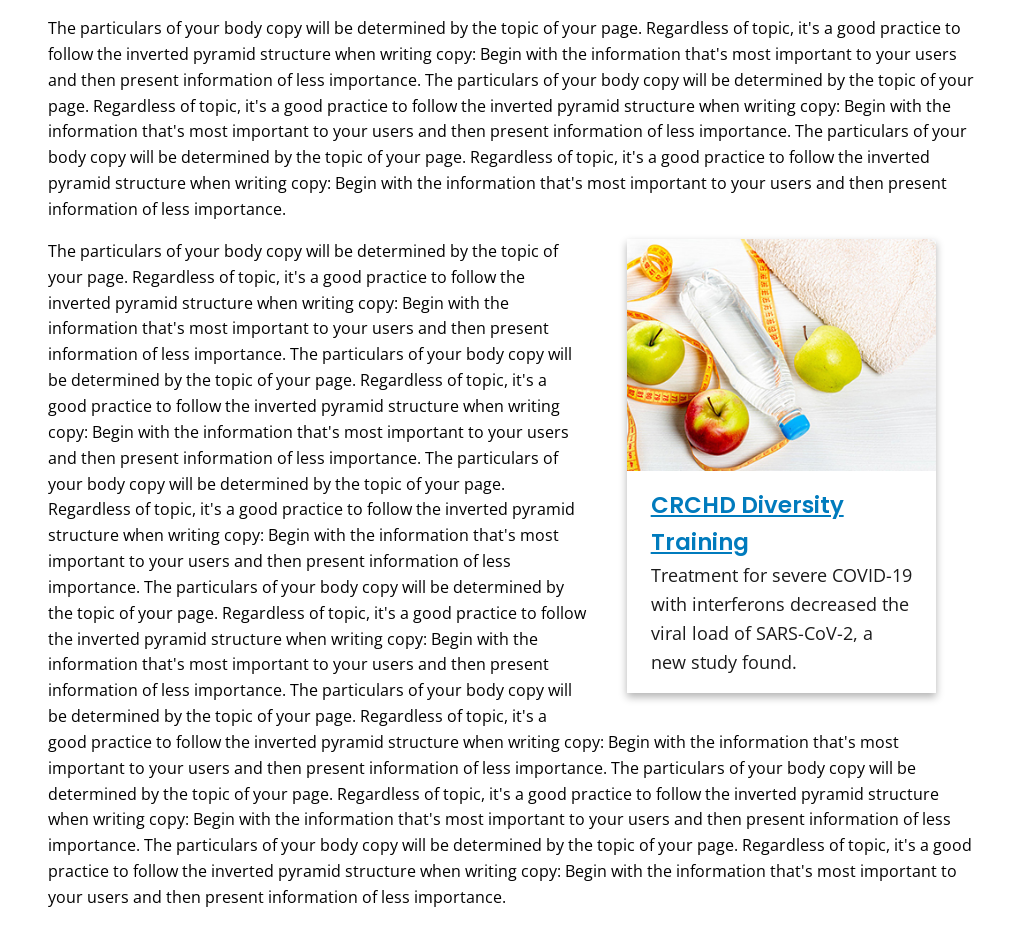 The particulars of your body copy will be determined by the topic of your page. Regardless of topic, it's a good practice to
follow the inverted pyramid structure when writing copy: Begin with the information that's most important to your users
and then present information of less importance. The particulars of your body copy will be determined by the topic of your
page. Regardless of topic, it's a good practice to follow the inverted pyramid structure when writing copy: Begin with the
information that's most important to your users and then present information of less importance. The particulars of your
body copy will be determined by the topic of your page. Regardless of topic, it's a good practice to follow the inverted
pyramid structure when writing copy: Begin with the information that's most important to your users and then present
information of less importance.
The particulars of your body copy will be determined by the topic of
your page. Regardless of topic, it's a good practice to follow the
inverted pyramid structure when writing copy: Begin with the
information that's most important to your users and then present
information of less importance. The particulars of your body copy will
be determined by the topic of your page. Regardless of topic, it's a
good practice to follow the inverted pyramid structure when writing
copy: Begin with the information that's most important to your users
and then present information of less importance. The particulars of
your body copy will be determined by the topic of your page.
Regardless of topic, it's a good practice to follow the inverted pyramid
structure when writing copy: Begin with the information that's most
important to your users and then present information of less
importance. The particulars of your body copy will be determined by
the topic of your page. Regardless of topic, it's a good practice to follow
the inverted pyramid structure when writing copy: Begin with the
information that's most important to your users and then present
information of less importance. The particulars of your body copy will
be determined by the topic of your page. Regardless of topic, it's a
good practice to follow the inverted pyramid structure when writing copy: Begin with the information that's most
important to your users and then present information of less importance. The particulars of your body copy will be
determined by the topic of your page. Regardless of topic, it's a good practice to follow the inverted pyramid structure
when writing copy: Begin with the information that's most important to your users and then present information of less
importance. The particulars of your body copy will be determined by the topic of your page. Regardless of topic, it's a good
practice to follow the inverted pyramid structure when writing copy: Begin with the information that's most important to
your users and then present information of less importance.
CRCHD Diversity
Training
Treatment for severe COVID-19
with interferons decreased the
viral load of SARS-CoV-2, a
new study found.